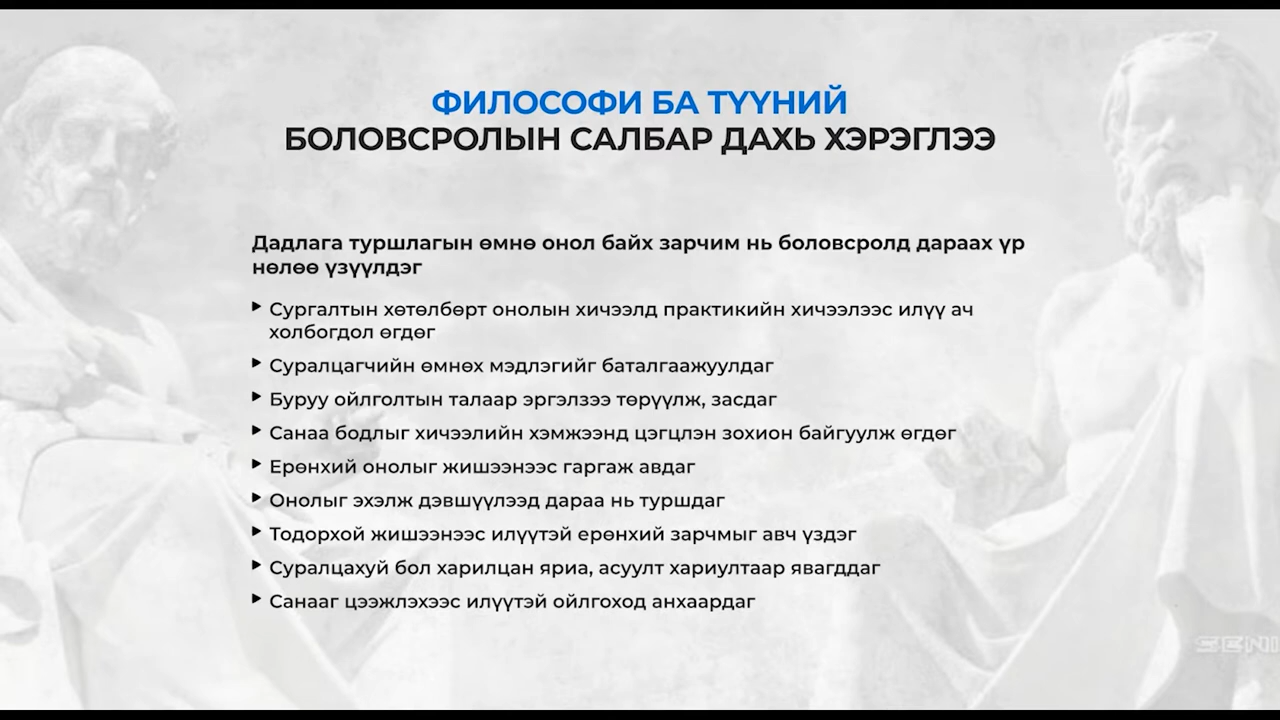 ФИЛОСОФИ БА ТҮҮНИЙ
БОЛОВСРОЛЫН САЛБАР ДАХЬ ХЭРЭГЛЭЭ
Дадлага туршлагын өмнө онол байх зарчим нь боловсролд дараах үр
нөлөө үзүүлдэг
Сургалтын хөтөлбөрт онолын хичээлд практикийн хичээлээс илүү ач
холбогдол өгдөг
Суралцагчийн өмнөх мэдлэгийг баталгаажуулдаг
Буруу ойлголтын талаар эргэлзээ төрүүлж, засдаг
Санаа бодлыг хичээлийн хэмжээнд цэгцлэн зохион байгуулж өгдөг
Ерөнхий онолыг жишээнээс гаргаж авдаг
Онолыг эхэлж дэвшүүлээд дараа нь туршдаг
Тодорхой жишээнээс илүүтэй ерөнхий зарчмыг авч үздэг
Суралцахуй бол харилцан яриа, асуулт хариултаар явагддаг
Санааг цээжлэхээс илүүтэй ойлгоход анхаардаг